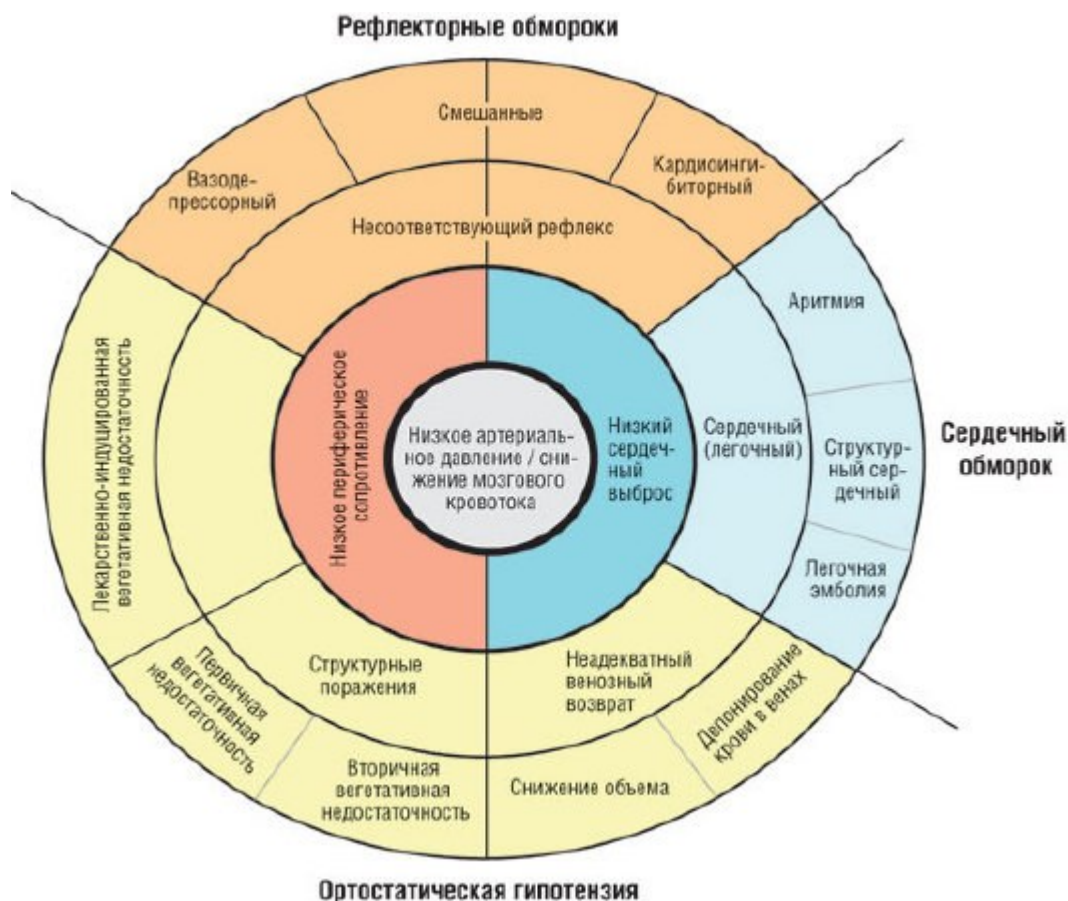 Рефлекторные обмороки
Смешанные
Вазоде-
прессорный
Кардиоинги-
биторный
Несоответствующий рефлекс
Аритмия
Лекарственно-индуцированная
вегетативная недостаточность
Низкое периферическое
сопротивление
Низкое артериаль-
ное давление / сни-
жение мозгового
кровотока
Низкий
сердеч-
ный
выброс
Сердечный
(легочный)
Структур-
ный сер-
дечный
Сердечный
обморок
Легочная
эмболия
Структурные
поражения
Неадекватный
венозный
возврат
Первичная
вегетативная
недостаточность
Депонирование
крови в венах
Вторичная
вегетативная
недостаточность
Снижение объема
Ортостатическая гипотензия